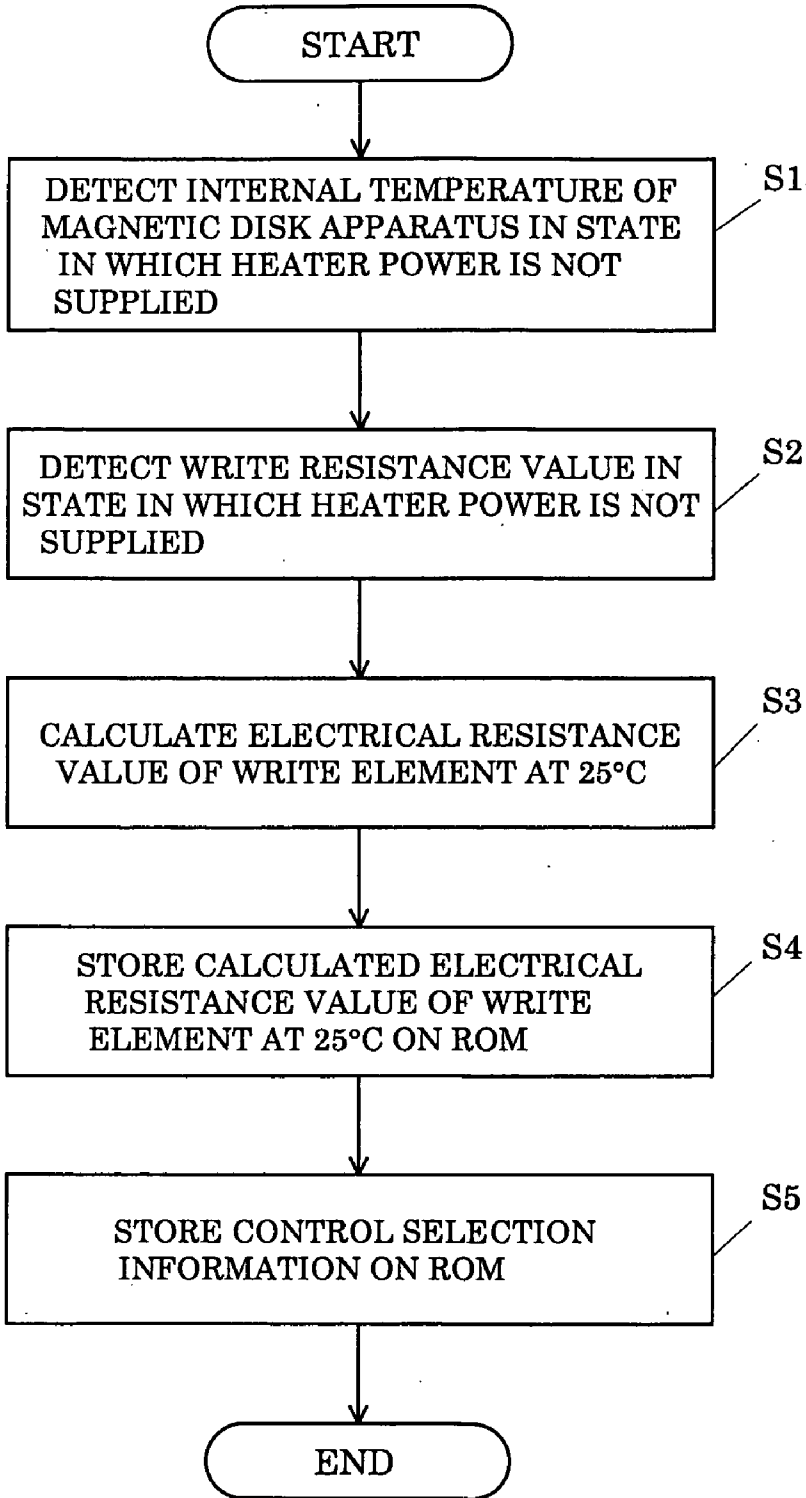 START
S1
DETECT INTERNAL TEMPERATURE OF
MAGNETIC DISK APPARATUS IN STATE
IN WHICH HEATER POWER IS NOT
SUPPLIED
S2
DETECT WRITE RESISTANCE VALUE IN
STATE IN WHICH HEATER POWER IS NOT
SUPPLIED
S3
CALCULATE ELECTRICAL RESISTANCE
VALUE OF WRITE ELEMENT AT 25°C
S4
STORE CALCULATED ELECTRICAL
RESISTANCE VALUE OF WRITE
ELEMENT AT 25°C ON ROM
S5
STORE CONTROL SELECTION
INFORMATION ON ROM
END